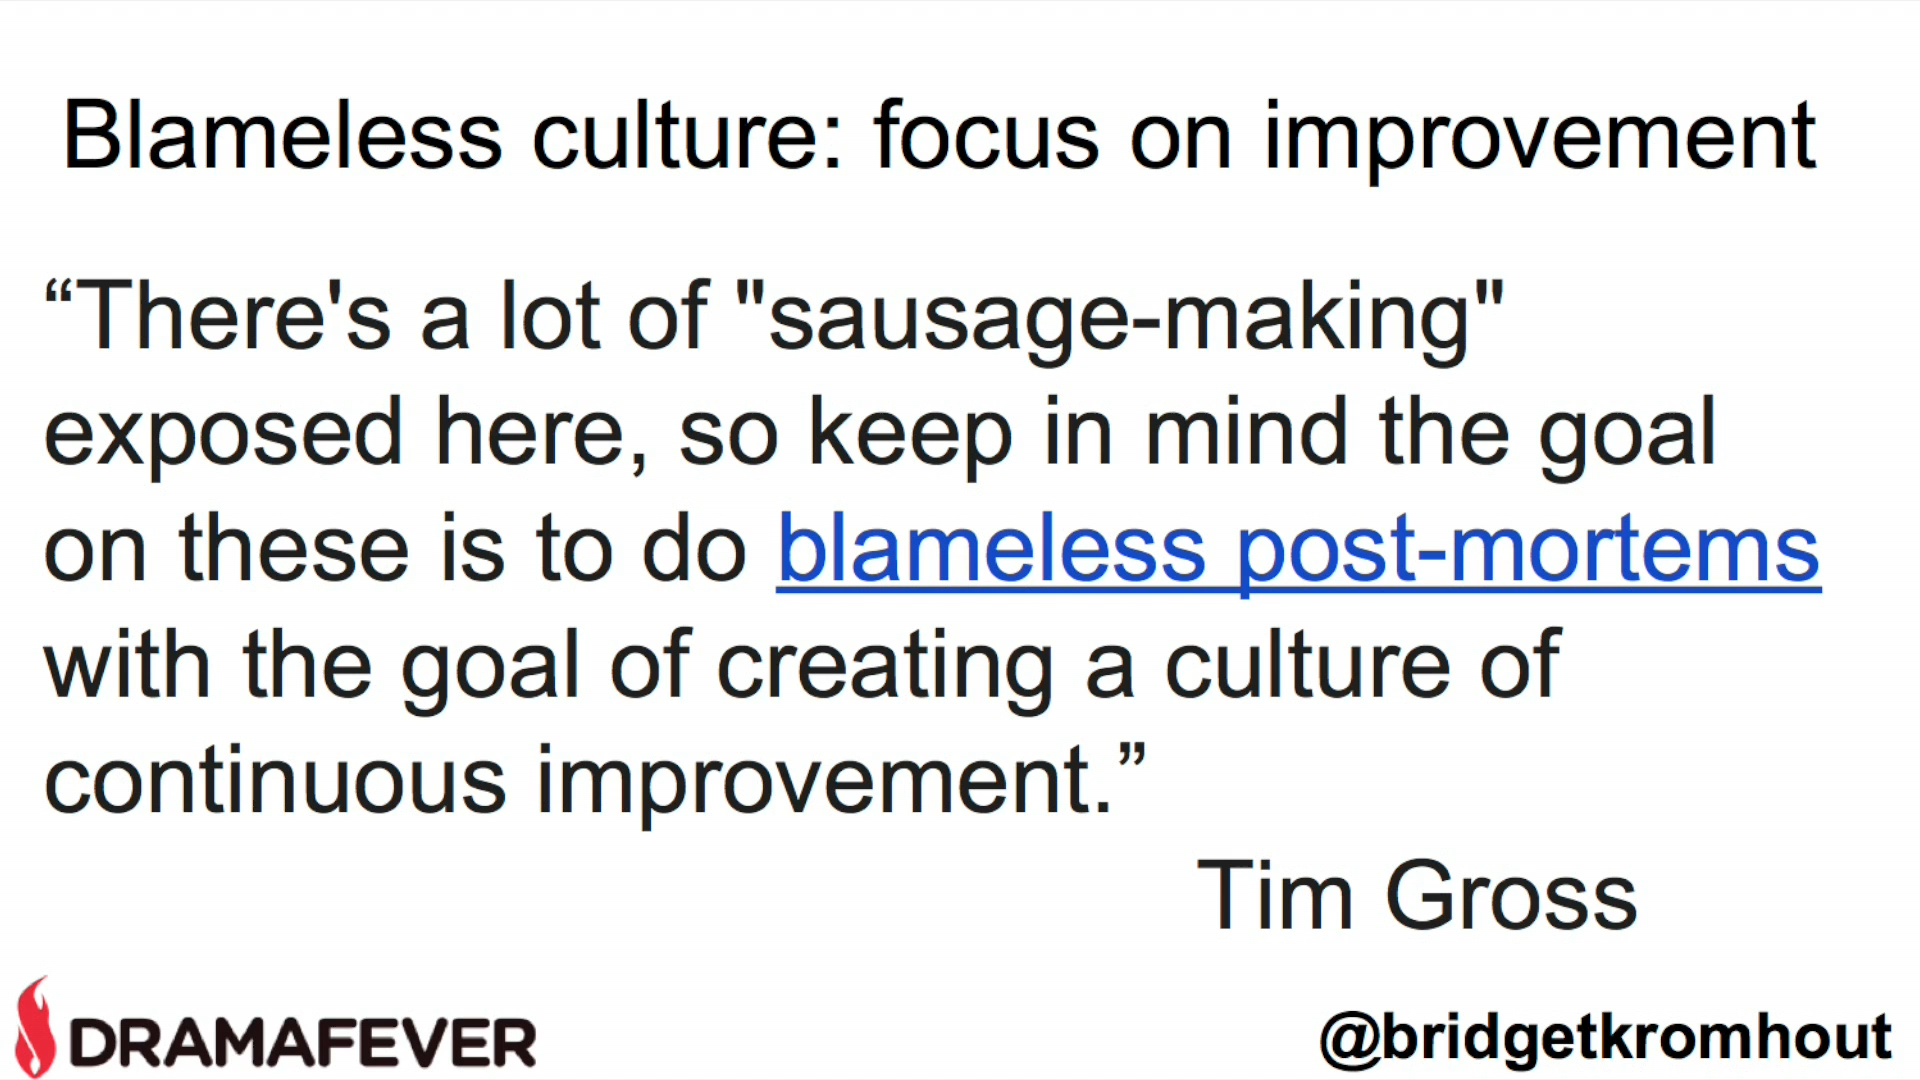 Blameless culture: focus on improvement
“There's a lot of "sausage-making"
exposed here, so keep in mind the goal
on these is to do blameless post-mortems
with the goal of creating a culture of
continuous improvement.”
Tim Gross
DRAMAFEVER
@bridgetkromhout